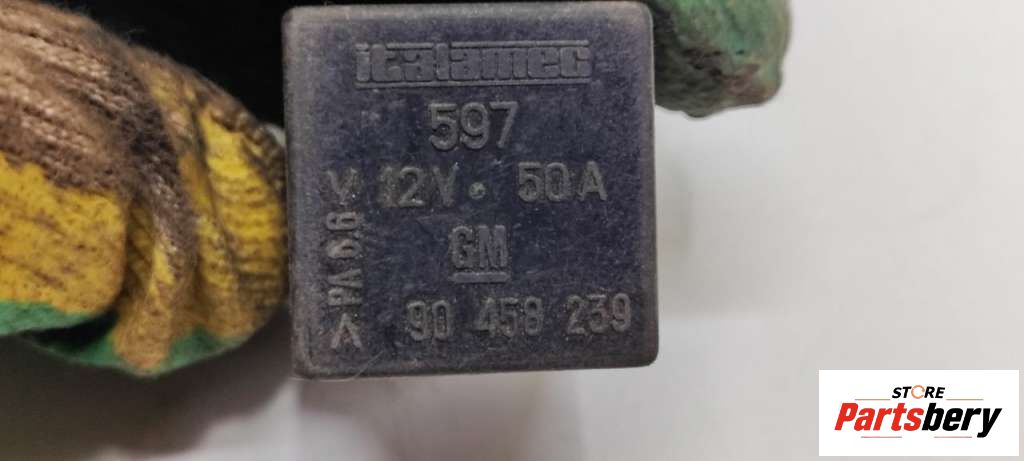 italamec
597
12V • 50A
GM
90 458 239
>PA 6.6<
STORE
Partsbery